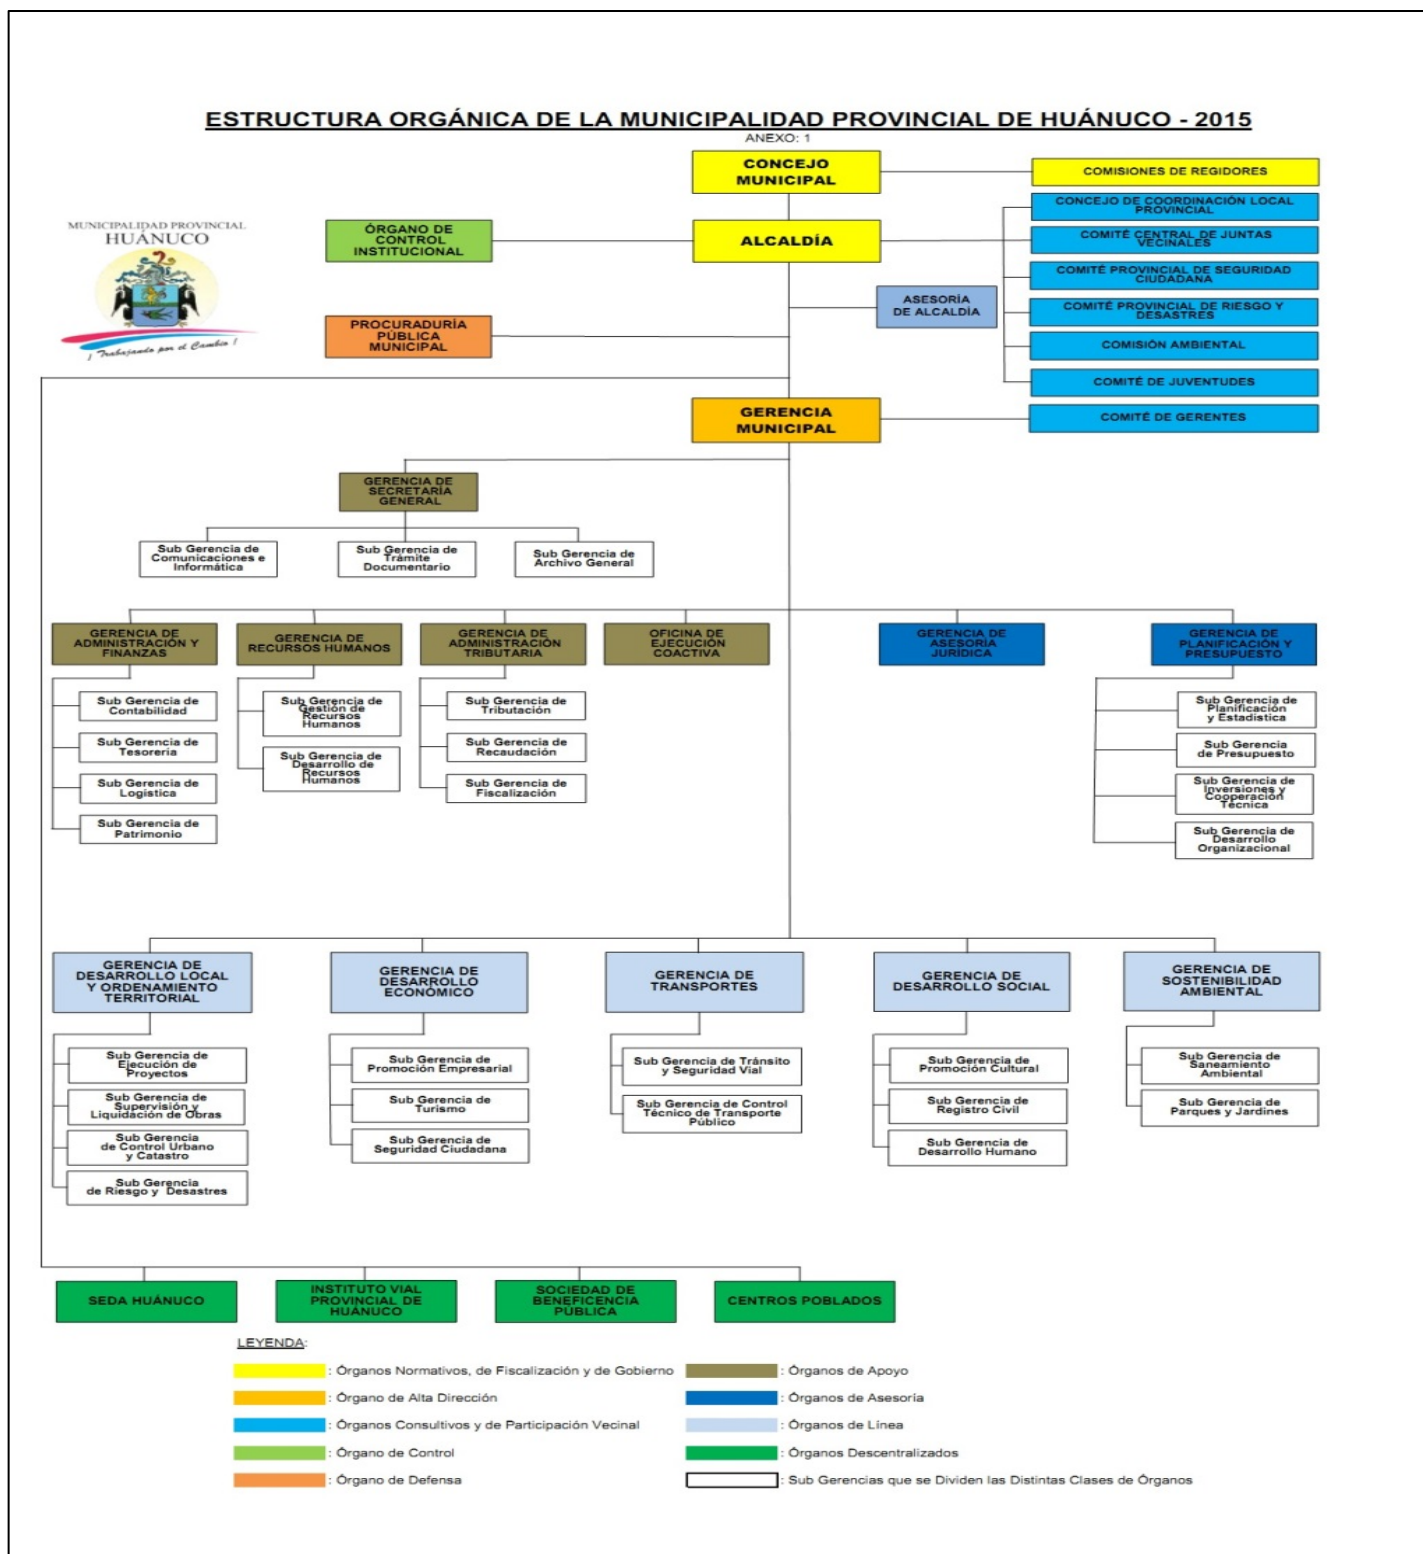 ESTRUCTURA ORGÁNICA DE LA MUNICIPALIDAD PROVINCIAL DE HUÁNUCO - 2015
ANEXO: 1
CONCEJO
MUNICIPAL
COMISIONES DE REGIDORES
MUNICIPALIDAD PROVINCIAL
HUÁNUCO
¡ Trabajando por el Cambio !
ÓRGANO DE
CONTROL
INSTITUCIONAL
ALCALDÍA
CONCEJO DE COORDINACIÓN LOCAL
PROVINCIAL
COMITÉ CENTRAL DE JUNTAS
VECINALES
COMITÉ PROVINCIAL DE SEGURIDAD
CIUDADANA
ASESORÍA
DE ALCALDÍA
COMITÉ PROVINCIAL DE RIESGO Y
DESASTRES
PROCURADURÍA
PÚBLICA
MUNICIPAL
COMISIÓN AMBIENTAL
COMITÉ DE JUVENTUDES
GERENCIA
MUNICIPAL
COMITÉ DE GERENTES
GERENCIA DE
SECRETARÍA
GENERAL
Sub Gerencia de
Comunicaciones e
Informática
Sub Gerencia de
Trámite
Documentario
Sub Gerencia de
Archivo General
GERENCIA DE
ADMINISTRACIÓN Y
FINANZAS
GERENCIA DE
RECURSOS HUMANOS
GERENCIA DE
ADMINISTRACIÓN
TRIBUTARIA
OFICINA DE
EJECUCIÓN
COACTIVA
GERENCIA DE
ASESORÍA
JURÍDICA
GERENCIA DE
PLANIFICACIÓN Y
PRESUPUESTO
Sub Gerencia de
Contabilidad
Sub Gerencia de
Tesorería
Sub Gerencia de
Logística
Sub Gerencia de
Patrimonio
Sub Gerencia de
Gestión de
Recursos
Humanos
Sub Gerencia de
Desarrollo de
Recursos
Humanos
Sub Gerencia de
Tributación
Sub Gerencia de
Recaudación
Sub Gerencia de
Fiscalización
Sub Gerencia de
Planificación
y Estadística
Sub Gerencia
de Presupuesto
Sub Gerencia de
Inversiones y
Cooperación
Técnica
Sub Gerencia de
Desarrollo
Organizacional
GERENCIA DE
DESARROLLO LOCAL
Y ORDENAMIENTO
TERRITORIAL
GERENCIA DE
DESARROLLO
ECONÓMICO
GERENCIA DE
TRANSPORTES
GERENCIA DE
DESARROLLO SOCIAL
GERENCIA DE
SOSTENIBILIDAD
AMBIENTAL
Sub Gerencia de
Ejecución de
Proyectos
Sub Gerencia de
Supervisión y
Liquidación de Obras
Sub Gerencia
de Control Urbano
y Catastro
Sub Gerencia
de Riesgo y Desastres
Sub Gerencia de
Promoción Empresarial
Sub Gerencia de
Turismo
Sub Gerencia de
Seguridad Ciudadana
Sub Gerencia de Tránsito
y Seguridad Vial
Sub Gerencia de Control
Técnico de Transporte
Público
Sub Gerencia de
Promoción Cultural
Sub Gerencia de
Registro Civil
Sub Gerencia de
Desarrollo Humano
Sub Gerencia de
Saneamiento
Ambiental
Sub Gerencia de
Parques y Jardines
SEDA HUÁNUCO
INSTITUTO VIAL
PROVINCIAL DE
HUÁNUCO
SOCIEDAD DE
BENEFICENCIA
PÚBLICA
CENTROS POBLADOS
LEYENDA:
: Órganos Normativos, de Fiscalización y de Gobierno
: Órgano de Alta Dirección
: Órganos Consultivos y de Participación Vecinal
: Órgano de Control
: Órgano de Defensa
: Órganos de Apoyo
: Órganos de Asesoría
: Órganos de Línea
: Órganos Descentralizados
: Sub Gerencias que se Dividen las Distintas Clases de Órganos